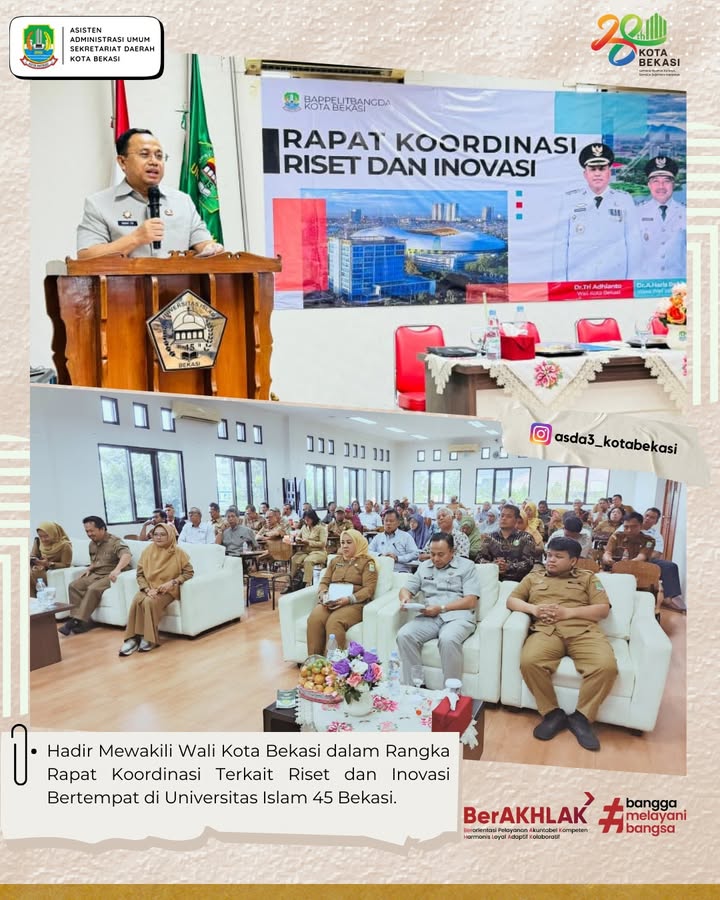 ASISTEN
ADMINISTRASI UMUM
SEKRETARIAT DAERAH
KOTA BEKASI
28
KOTA
BEKASI
BAPPELITBANGDA
KOTA BEKASI
RAPAT KOORDINASI
RISET DAN INOVASI
Dr.Tri Adhianto
Wali Kota Bekasi
UNIVERSITAS ISLAM
"45"
BEKASI
asda3_kotabekasi
• Hadir Mewakili Wali Kota Bekasi dalam Rangka
Rapat Koordinasi Terkait Riset dan Inovasi
Bertempat di Universitas Islam 45 Bekasi.
BerAKHLAK
Berorientasi Pelayanan Akuntabel Kompeten
Harmonis Loyal Adaptif Kolaboratif
#bangga
melayani
bangsa